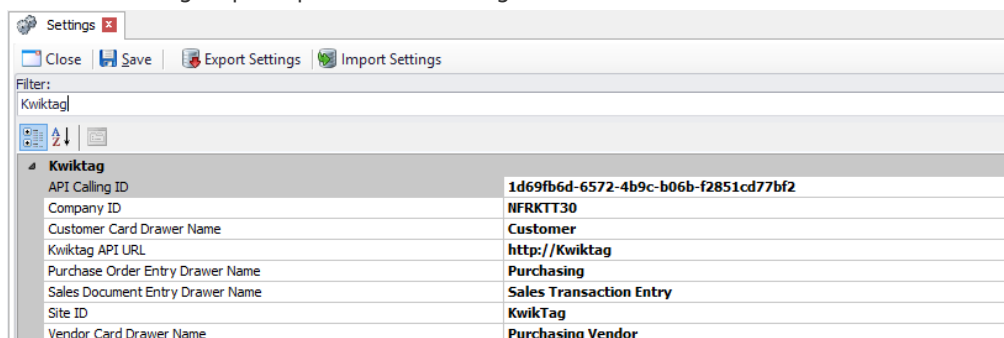 Settings
Close Save Export Settings Import Settings
Filter:
Kwiktag
Kwiktag
API Calling ID 1d69fb6d-6572-4b9c-b06b-f2851cd77bf2
Company ID NFRKTT30
Customer Card Drawer Name Customer
Kwiktag API URL http://Kwiktag
Purchase Order Entry Drawer Name Purchasing
Sales Document Entry Drawer Name Sales Transaction Entry
Site ID KwikTag
Vendor Card Drawer Name Purchasing Vendor